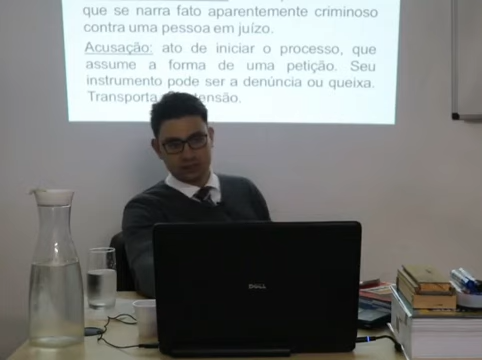 que se narra fato aparentemente criminoso
contra uma pessoa em juízo.
Acusação: ato de iniciar o processo, que
assume a forma de uma petição. Seu
instrumento pode ser a denúncia ou queixa.
Transporta
DELL